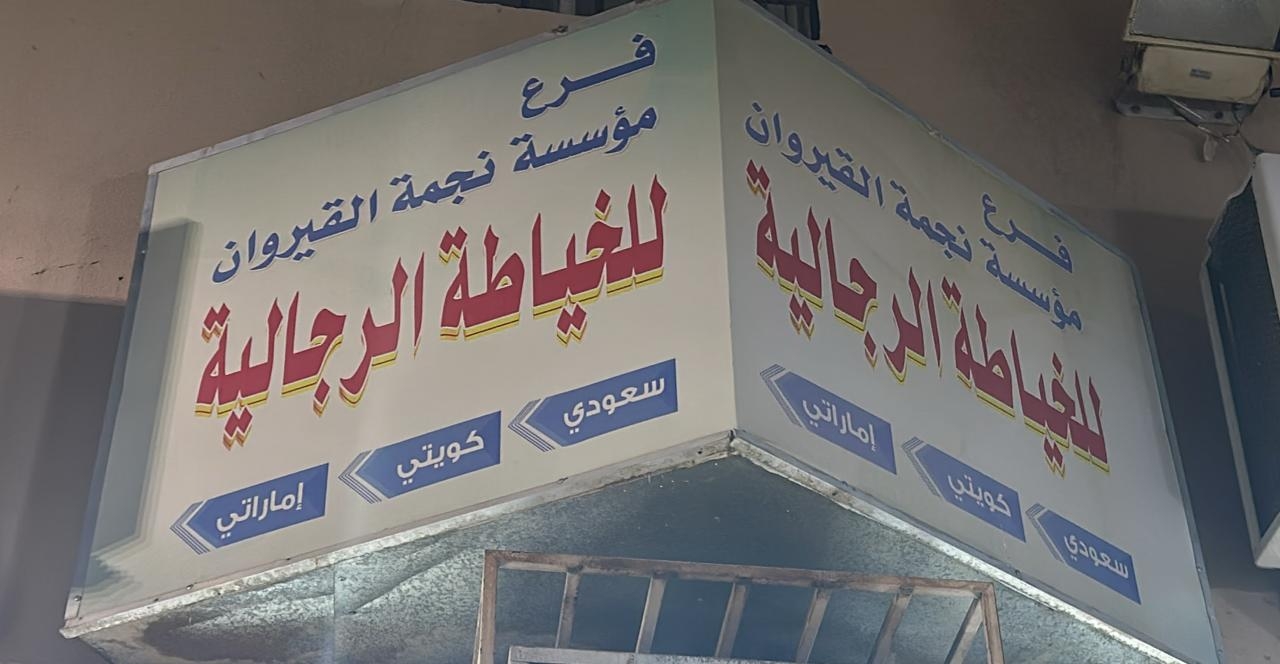 فرع
مؤسسة نجمة القيروان
للخياطة الرجالية
سعودي
كويتي
إماراتي
فرع
مؤسسة نجمة القيروان
للخياطة الرجالية
سعودي
كويتي
إماراتي